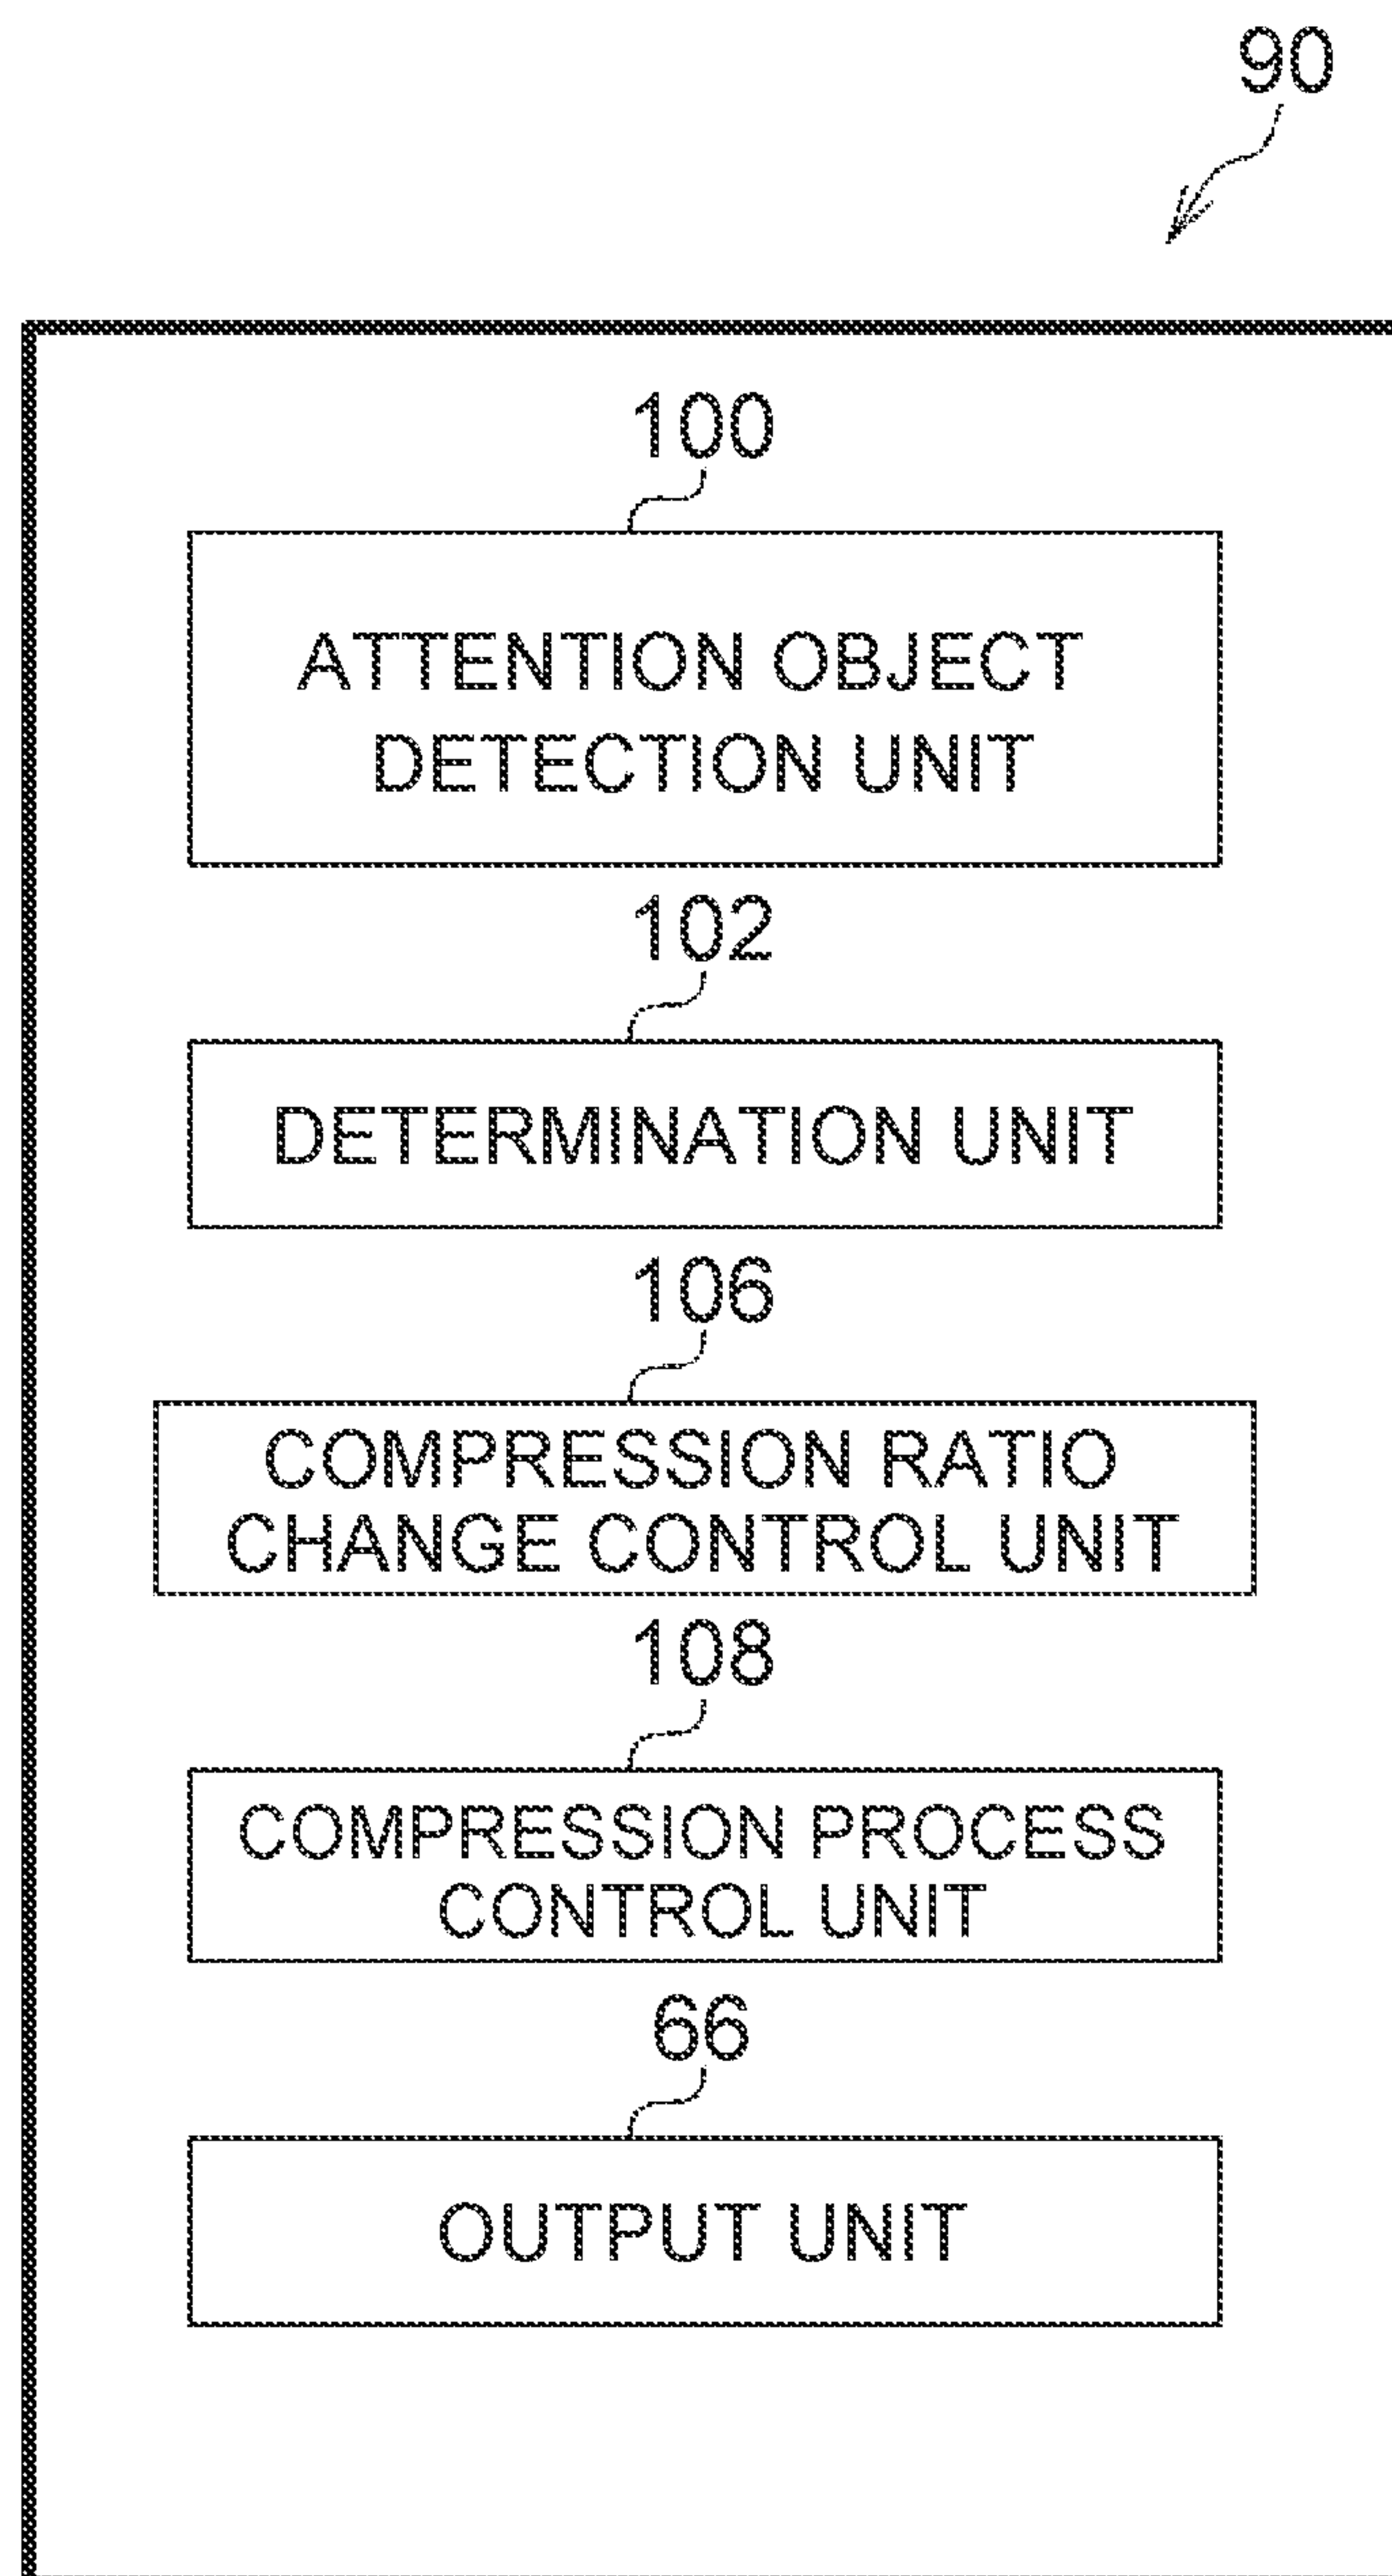 90
100
ATTENTION OBJECT
DETECTION UNIT
102
DETERMINATION UNIT
106
COMPRESSION RATIO
CHANGE CONTROL UNIT
108
COMPRESSION PROCESS
CONTROL UNIT
66
OUTPUT UNIT